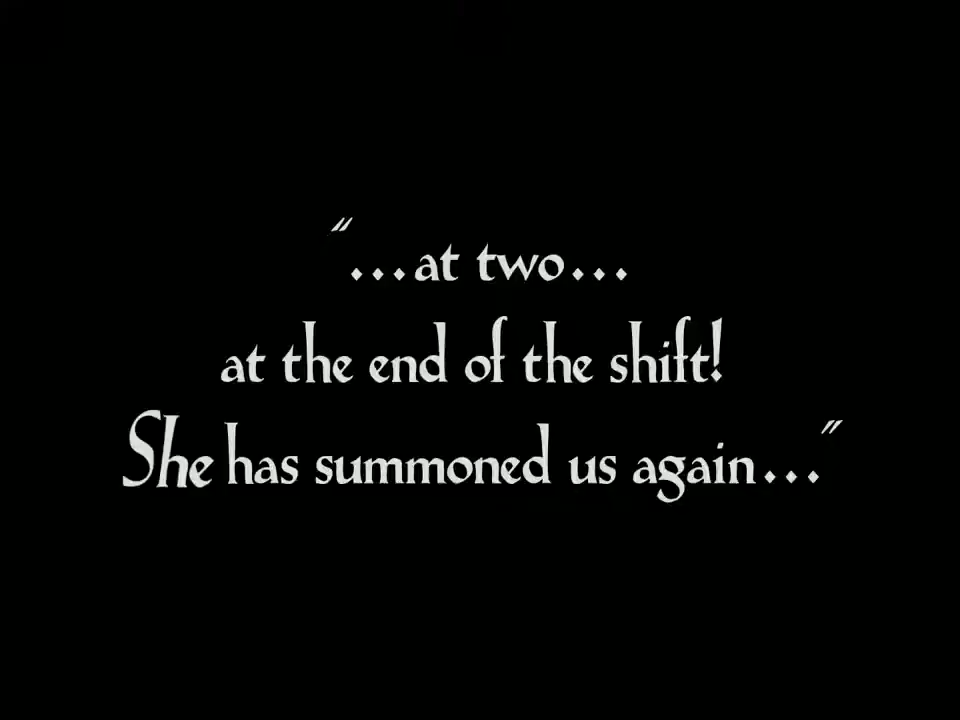 "...at two...
at the end of the shift!
She has summoned us again..."